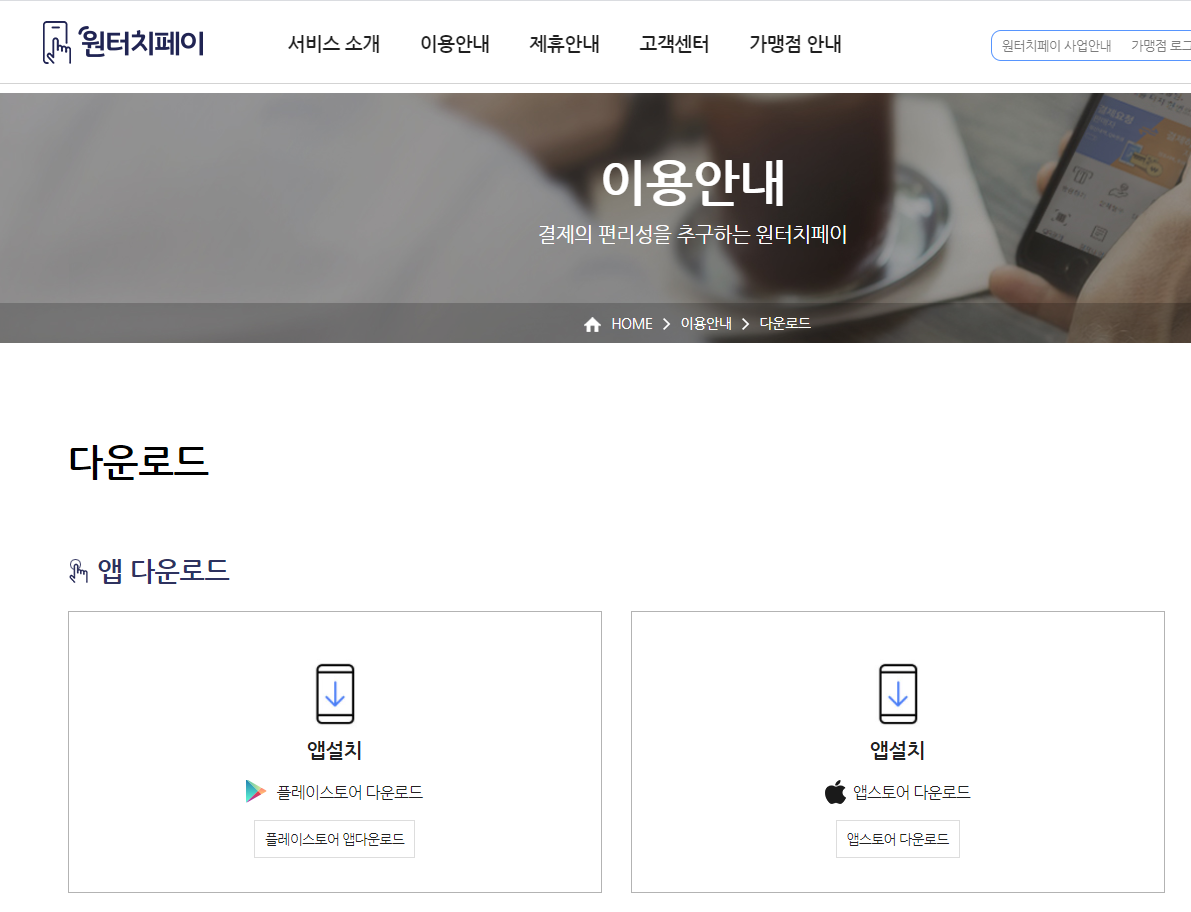 원터치페이
서비스 소개 이용안내 제휴안내 고객센터 가맹점 안내
원터치페이 사업안내 가맹점 로그
이용안내
결제의 편리성을 추구하는 원터치페이
HOME > 이용안내 > 다운로드
다운로드
앱 다운로드
앱설치
플레이스토어 다운로드
플레이스토어 앱다운로드
앱설치
앱스토어 다운로드
앱스토어 다운로드